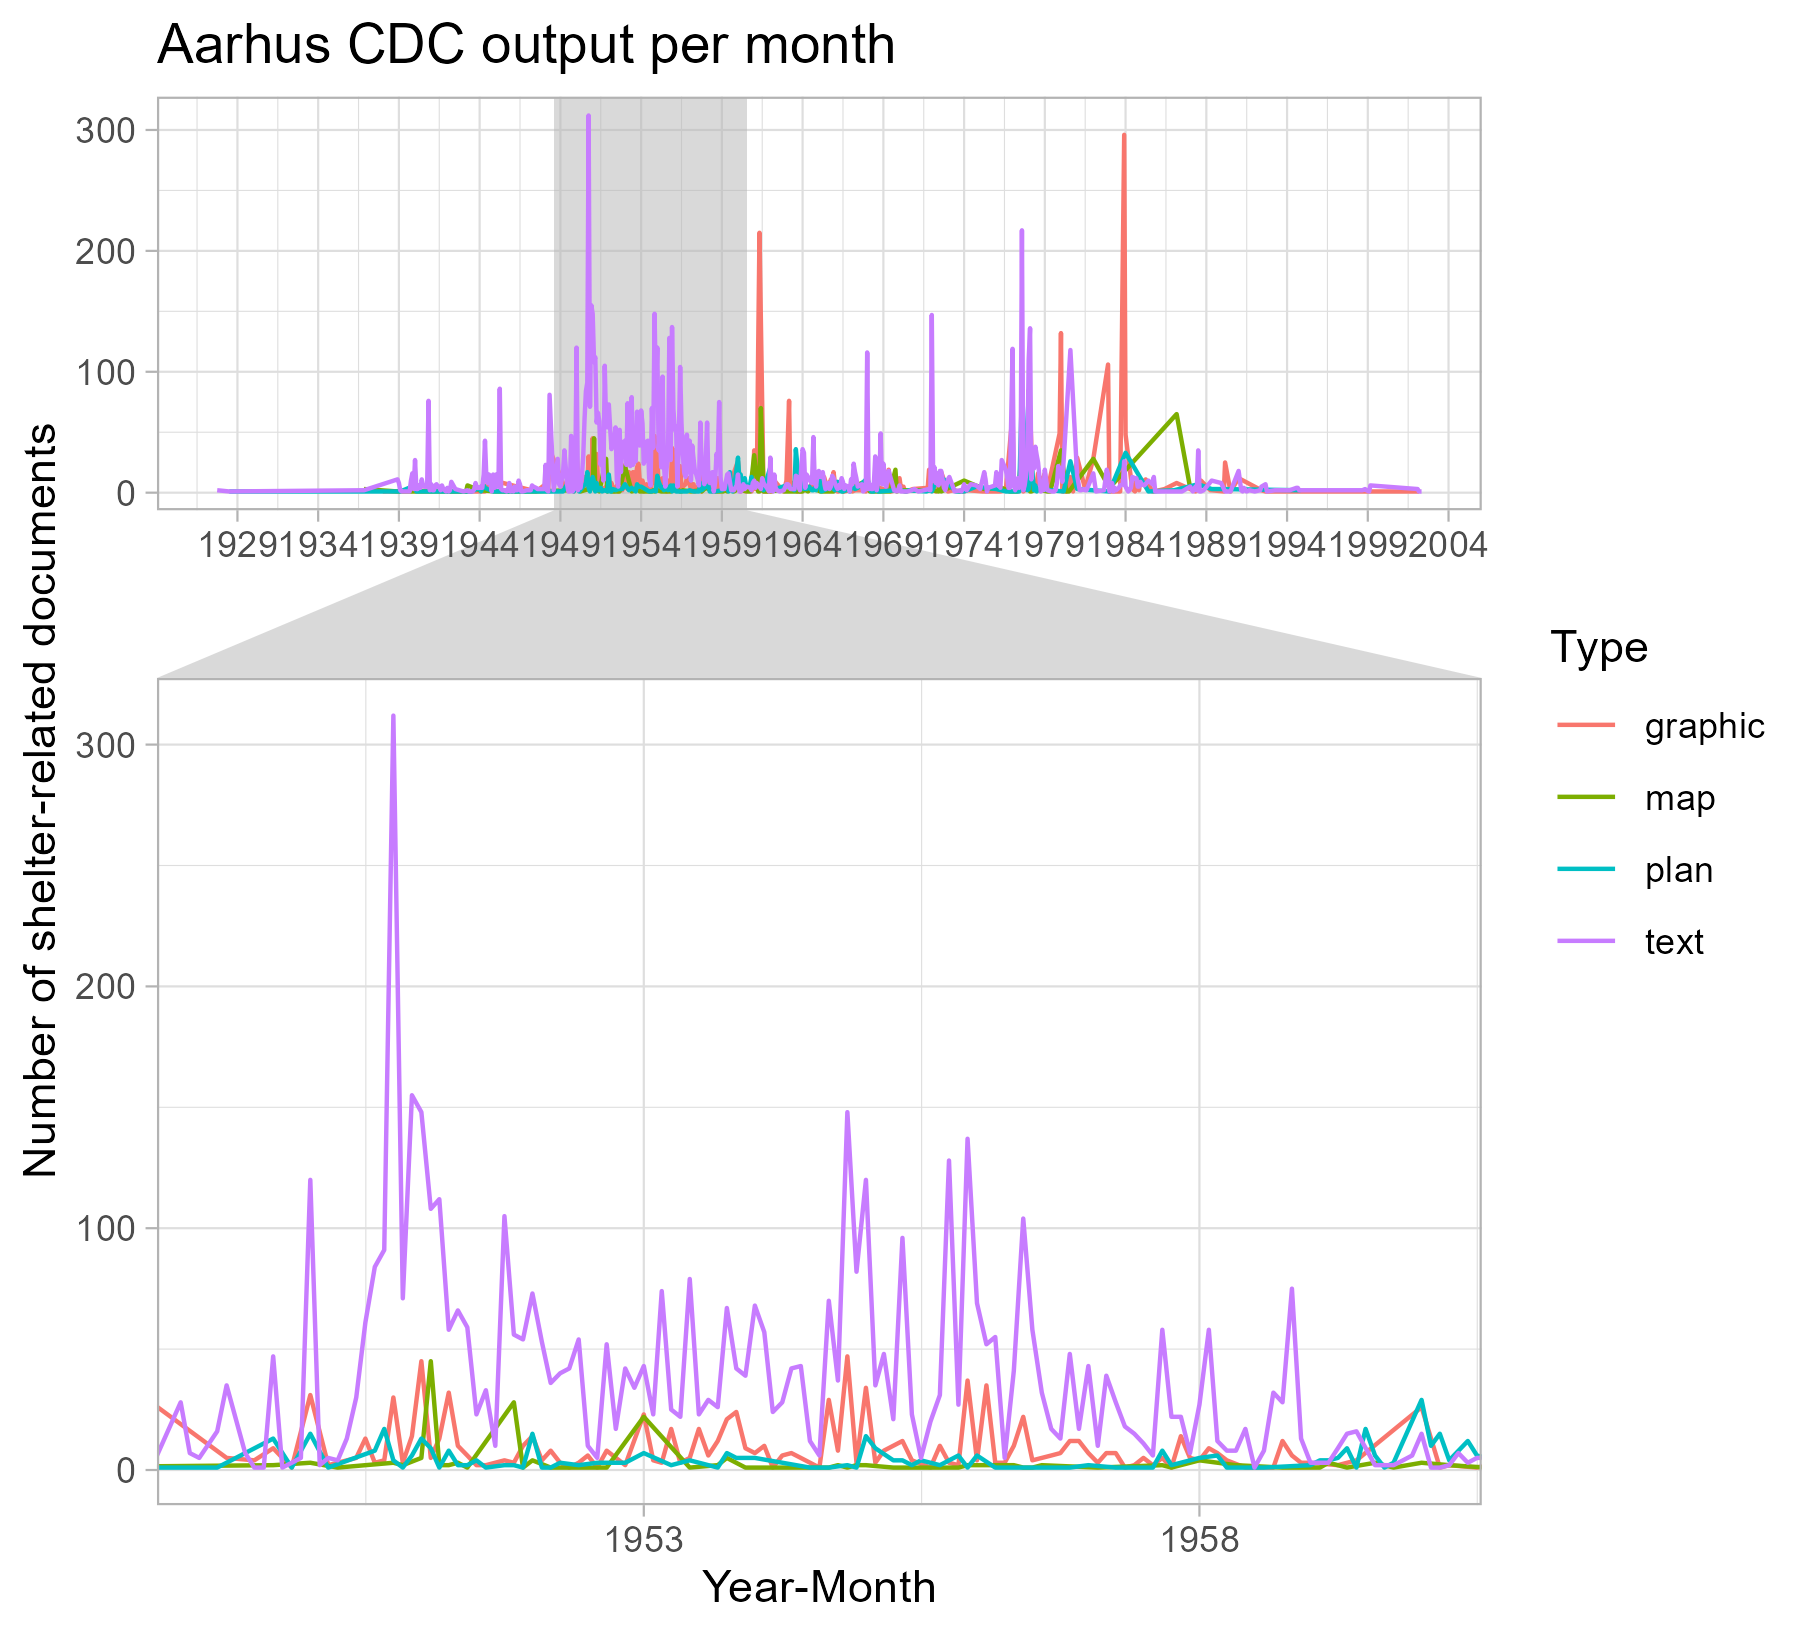 Aarhus CDC output per month
300
200
100
0
1929 1934 1939 1944 1949 1954 1959 1964 1969 1974 1979 1984 1989 1994 1999 2004
Number of shelter-related documents
300
200
100
0
1953 1958
Year-Month
Type
graphic
map
plan
text